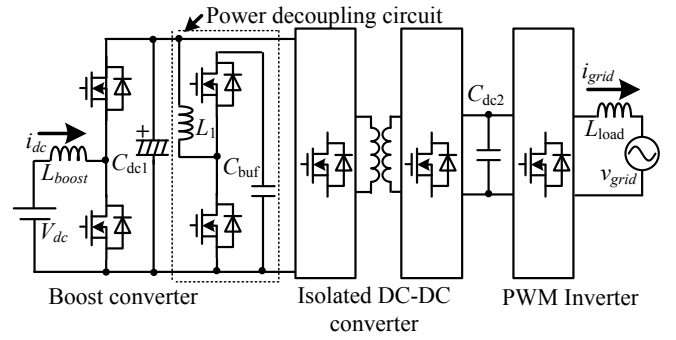 Power decoupling circuit
i_dc
L_boost
V_dc
C_dc1
+
L_1
C_buf
C_dc2
i_grid
L_load
v_grid
Boost converter
Isolated DC-DC
converter
PWM Inverter